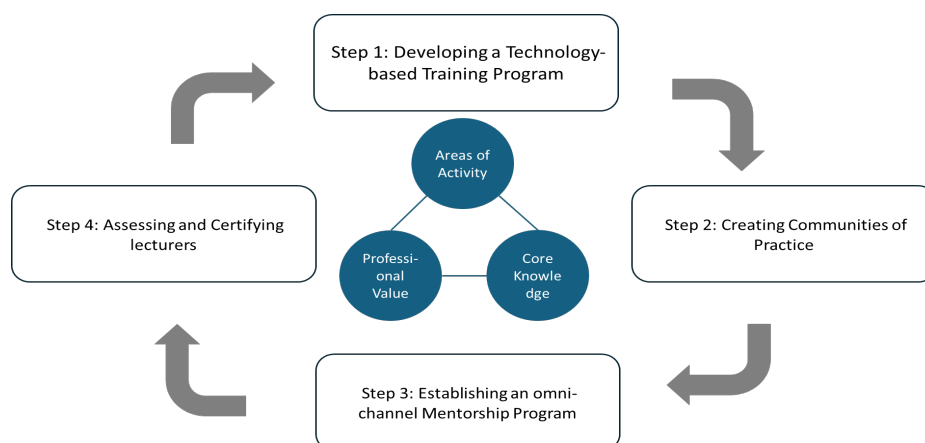 Step 1: Developing a Technology-
based Training Program
Areas of
Activity
Step 4: Assessing and Certifying
lecturers
Step 2: Creating Communities of
Practice
Professi-
onal
Value
Core
Knowle
dge
Step 3: Establishing an omni-
channel Mentorship Program